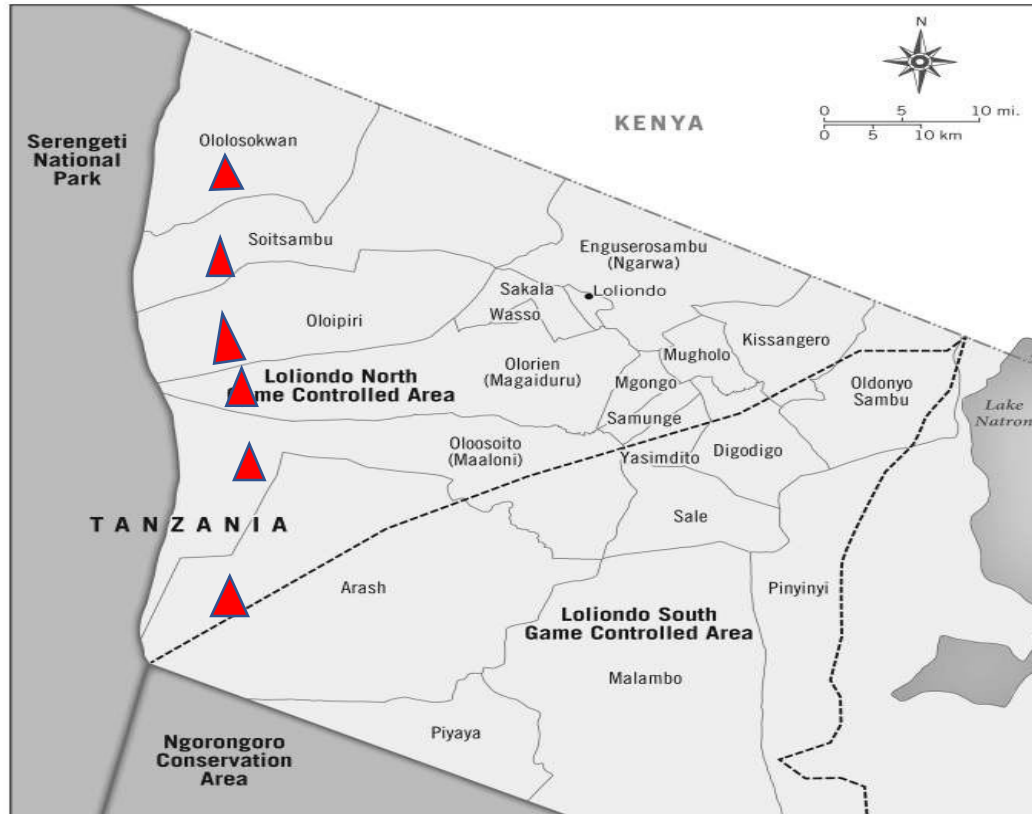 N
0 5 10 mi.
0 5 10 km
KENYA
Serengeti
National
Park
Ololosokwan
Soitsambu
Enguserosambu
(Ngarwa)
Sakala
Loliondo
Wasso
Oloipiri
Kissangero
Mugholo
Olorien
(Magaiduru)
Loliondo North
Game Controlled Area
Mgongo
Oldonyo
Sambu
Lake
Natron
Samunge
Oloosoito
(Maaloni)
Yasimdito
Digodigo
TANZANIA
Sale
Arash
Pinyinyi
Loliondo South
Game Controlled Area
Malambo
Piyaya
Ngorongoro
Conservation
Area